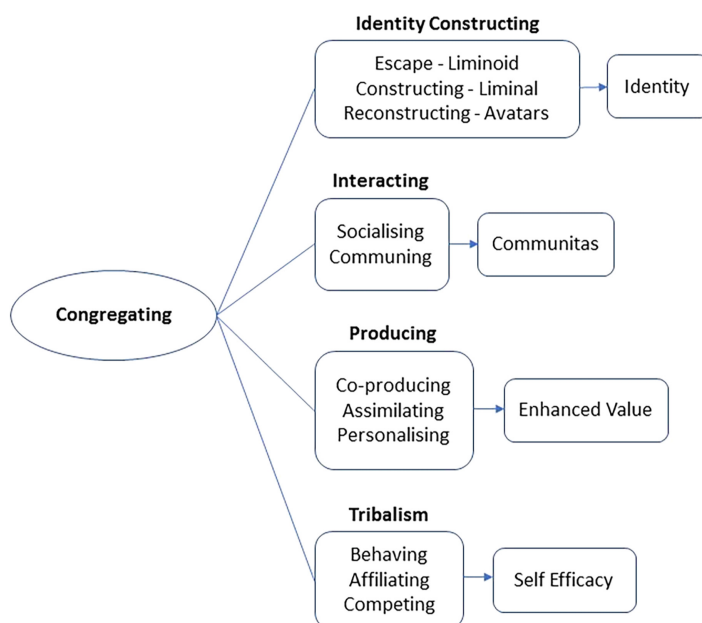 Identity Constructing
Escape - Liminoid
Constructing - Liminal
Reconstructing - Avatars
Identity
Interacting
Socialising
Communing
Communitas
Congregating
Producing
Co-producing
Assimilating
Personalising
Enhanced Value
Tribalism
Behaving
Affiliating
Competing
Self Efficacy